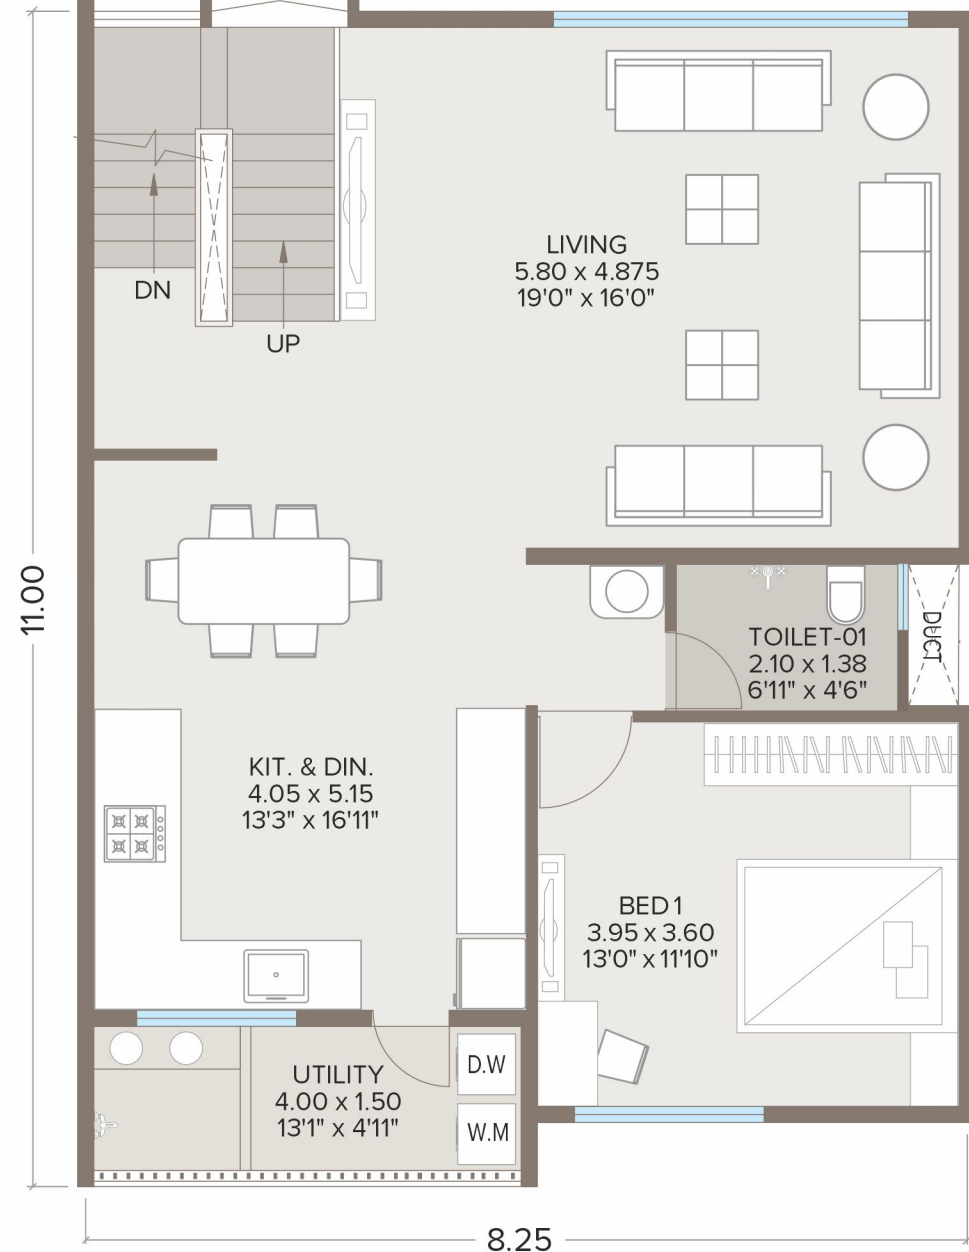 DN
UP
LIVING
5.80 x 4.875
19'0" x 16'0"
11.00
TOILET-01
2.10 x 1.38
6'11" x 4'6"
DUCT
KIT. & DIN.
4.05 x 5.15
13'3" x 16'11"
BED 1
3.95 x 3.60
13'0" x 11'10"
UTILITY
4.00 x 1.50
13'1" x 4'11"
D.W
W.M
8.25